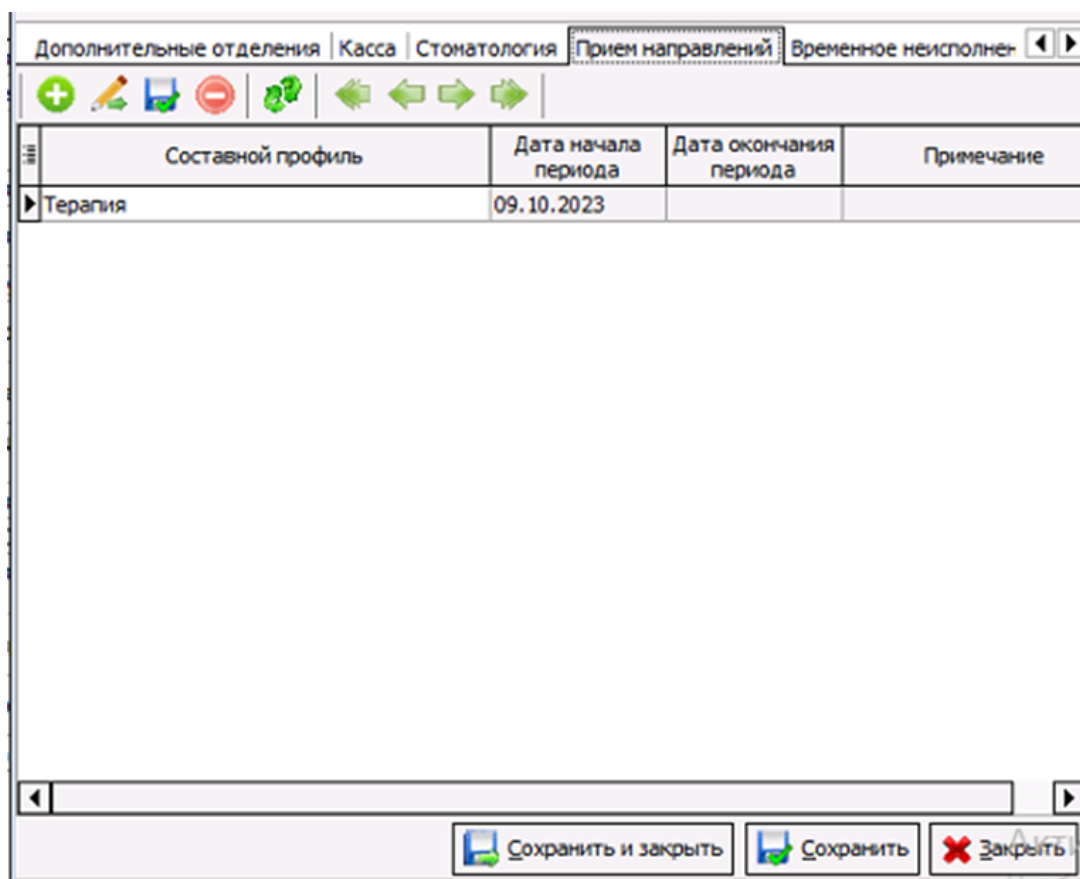 Дополнительные отделения Касса Стоматология Прием направлений Временное неисполнен
Составной профиль Дата начала периода Дата окончания периода Примечание
Терапия 09.10.2023
Сохранить и закрыть Сохранить Закрыть